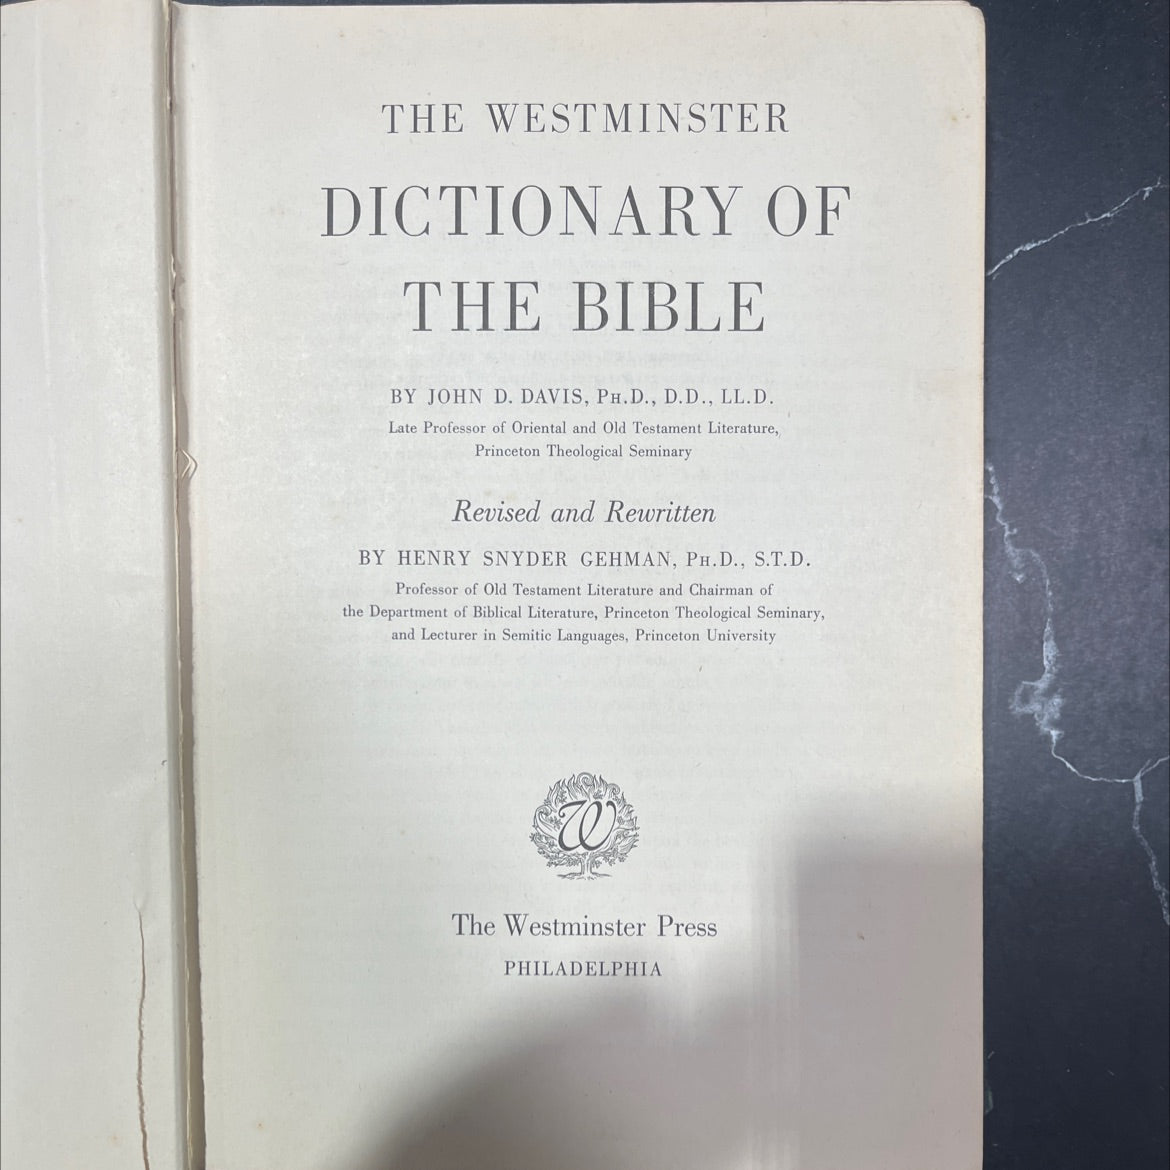 THE WESTMINSTER
DICTIONARY OF
THE BIBLE
BY JOHN D. DAVIS, PH.D., D.D., LL.D.
Late Professor of Oriental and Old Testament Literature,
Princeton Theological Seminary
Revised and Rewritten
BY HENRY SNYDER GEHMAN, PH.D., S.T.D.
Professor of Old Testament Literature and Chairman of
the Department of Biblical Literature, Princeton Theological Seminary,
and Lecturer in Semitic Languages, Princeton University
W
The Westminster Press
PHILADELPHIA